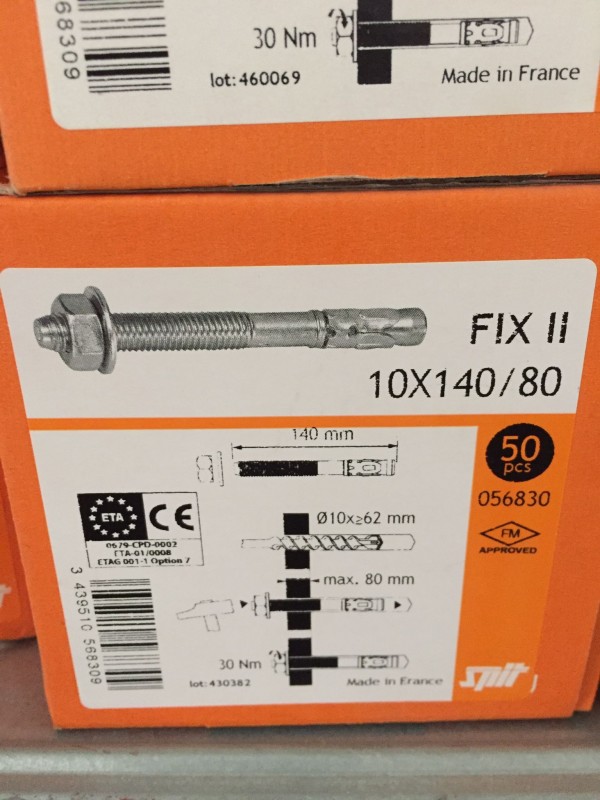 68309
30 Nm
lot: 460069
Made in France
FIX II
10X140/80
140 mm
50
pcs
056830
FM
APPROVED
ETA
CE
0679-CPD-0002
ETA-01/0008
ETAG 001-1 Option 7
Ø10x≥62 mm
max. 80 mm
3 439510 568309
30 Nm
lot: 430382
Made in France
spit